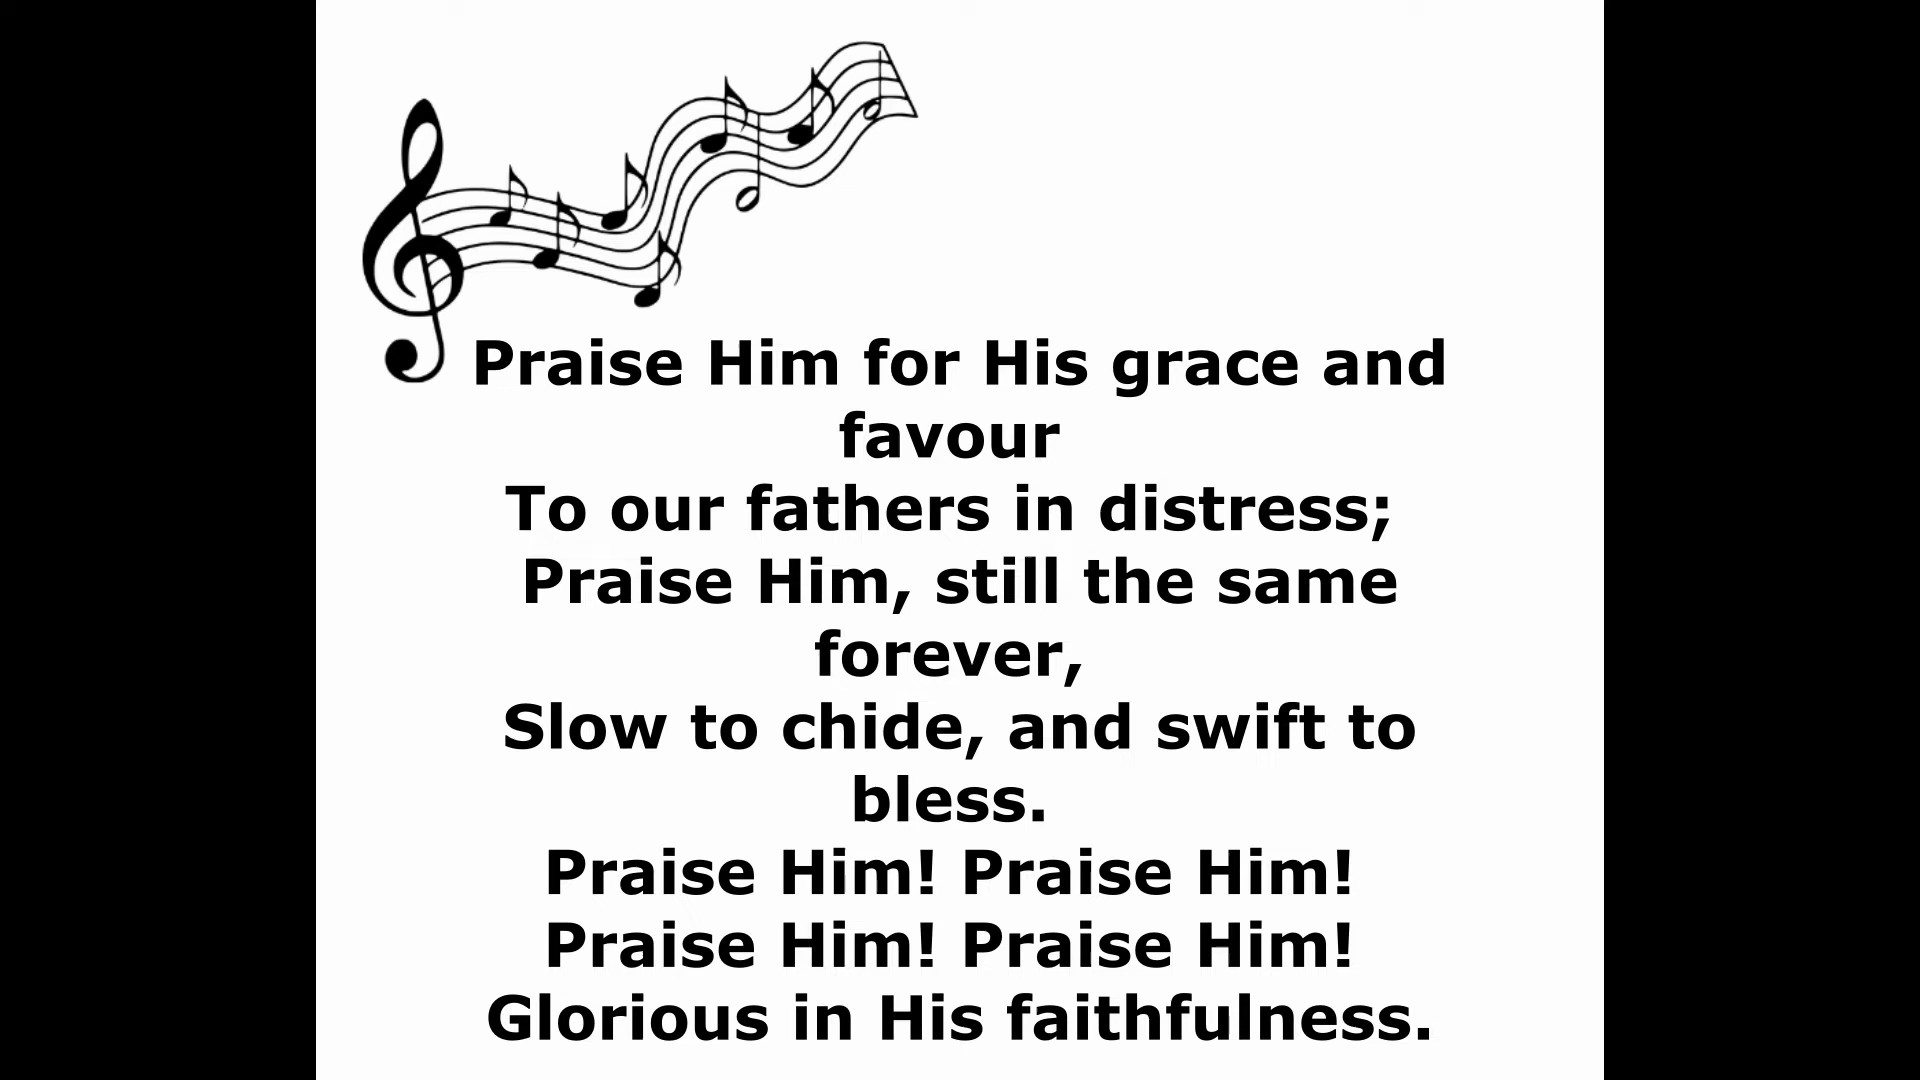 Praise Him for His grace and
favour
To our fathers in distress;
Praise Him, still the same
forever,
Slow to chide, and swift to
bless.
Praise Him! Praise Him!
Praise Him! Praise Him!
Glorious in His faithfulness.